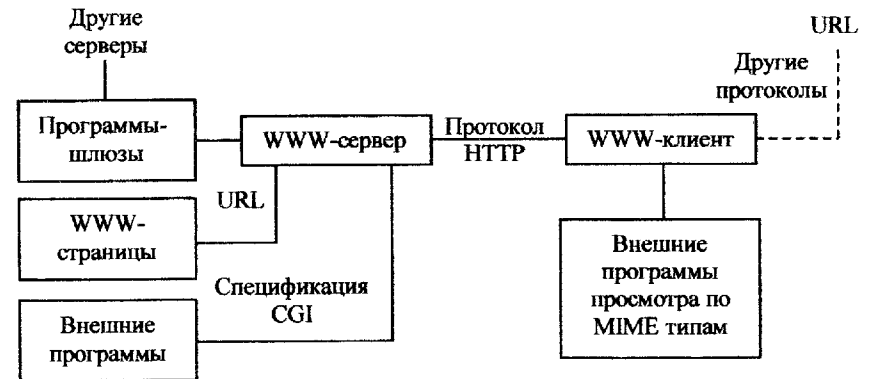 Другие
серверы
URL
Другие
протоколы
Программы-
шлюзы
WWW-сервер
Протокол
HTTP
WWW-клиент
URL
WWW-
страницы
Внешние
программы
просмотра по
MIME типам
Спецификация
CGI
Внешние
программы